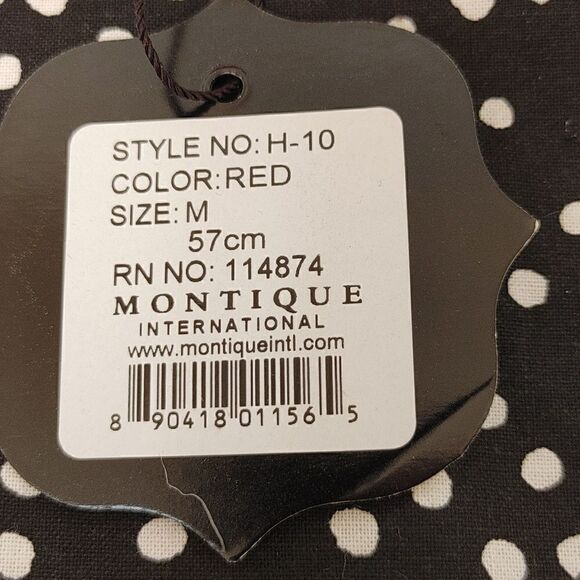 STYLE NO: H-10
COLOR: RED
SIZE: M
57cm
RN NO: 114874
MONTIQUE
INTERNATIONAL
www.montiqueintl.com
8 90418 01156 5